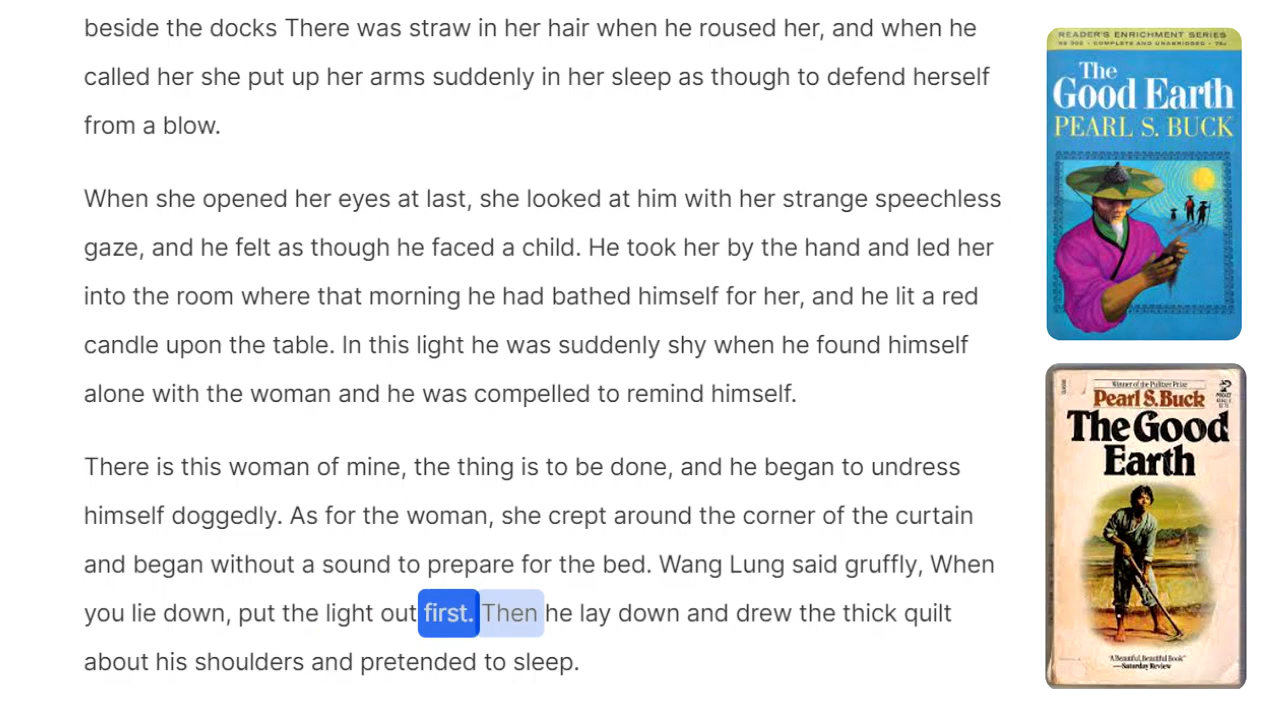 beside the docks There was straw in her hair when he roused her, and when he
called her she put up her arms suddenly in her sleep as though to defend herself
from a blow.
When she opened her eyes at last, she looked at him with her strange speechless
gaze, and he felt as though he faced a child. He took her by the hand and led her
into the room where that morning he had bathed himself for her, and he lit a red
candle upon the table. In this light he was suddenly shy when he found himself
alone with the woman and he was compelled to remind himself.
There is this woman of mine, the thing is to be done, and he began to undress
himself doggedly. As for the woman, she crept around the corner of the curtain
and began without a sound to prepare for the bed. Wang Lung said gruffly, When
you lie down, put the light out first. Then he lay down and drew the thick quilt
about his shoulders and pretended to sleep.
READER'S ENRICHMENT SERIES
COMPLETE AND UNABRIDGED
The
Good Earth
PEARL S. BUCK
Winner of the Pulitzer Prize
Pearl S. Buck
The Good
Earth
"A Beautiful, Beautiful Book"
—Saturday Review